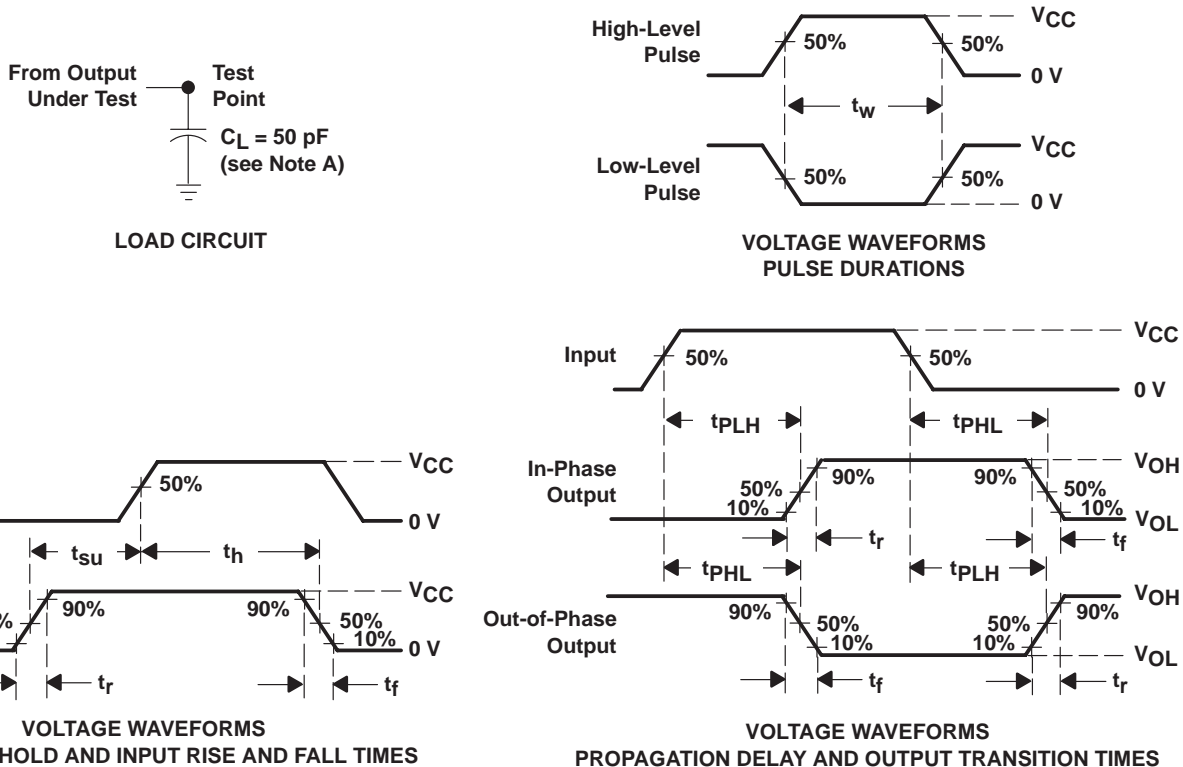 From Output
Under Test
Test
Point
CL = 50 pF
(see Note A)
LOAD CIRCUIT
High-Level
Pulse
50%
50%
VCC
0 V
tw
Low-Level
Pulse
50%
50%
VCC
0 V
VOLTAGE WAVEFORMS
PULSE DURATIONS
50%
VCC
0 V
tsu
th
90%
90%
50%
10%
VCC
0 V
tr
tf
VOLTAGE WAVEFORMS
HOLD AND INPUT RISE AND FALL TIMES
Input
50%
50%
VCC
0 V
tPLH
tPHL
In-Phase
Output
50%
10%
90%
90%
50%
10%
VOH
VOL
tr
tf
tPHL
tPLH
Out-of-Phase
Output
90%
50%
10%
50%
10%
90%
VOH
VOL
tf
tr
VOLTAGE WAVEFORMS
PROPAGATION DELAY AND OUTPUT TRANSITION TIMES